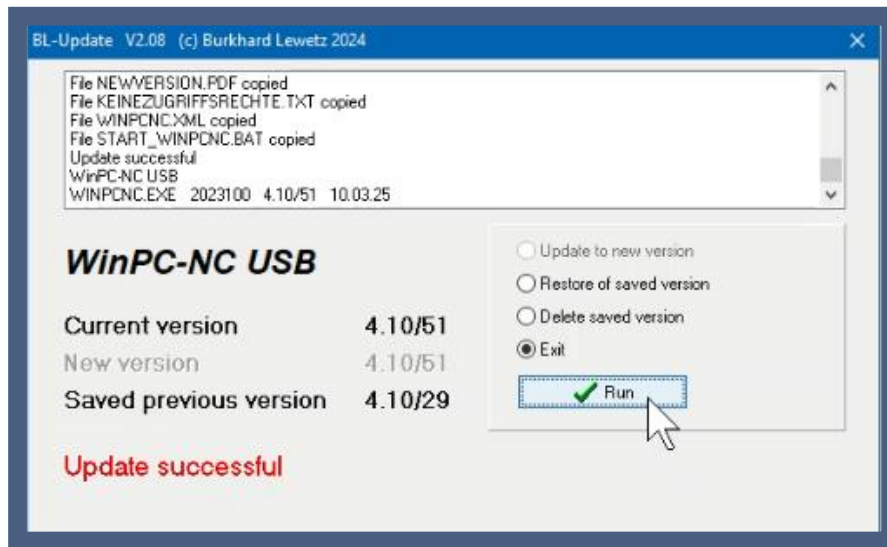 BL-Update V2.08 (c) Burkhard Lewetz 2024
File NEWVERSION.PDF copied
File KEINEZUGRIFFSRECHTE.TXT copied
File WINPCNC.XML copied
File START_WINPCNC.BAT copied
Update successful
WinPC-NC USB
WINPCNC.EXE 2023100 4.10/51 10.03.25
WinPC-NC USB
Current version 4.10/51
New version 4.10/51
Saved previous version 4.10/29
Update successful
Update to new version
Restore of saved version
Delete saved version
Exit
Run